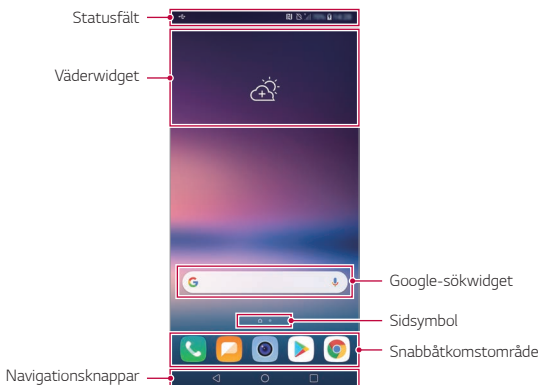 Statusfält
Väderwidget
Google-sökwidget
Sidsymbol
Snabbåtkomstområde
Navigationsknappar